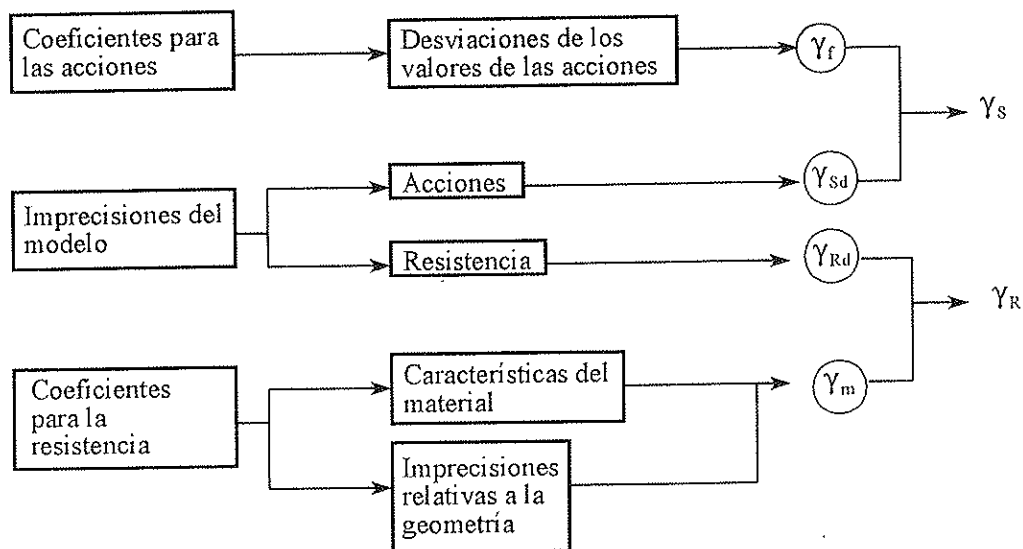 Coeficientes para
las acciones
Desviaciones de los
valores de las acciones
γf
γS
Imprecisiones del
modelo
Acciones
γSd
Resistencia
γRd
γR
Coeficientes
para la
resistencia
Características del
material
γm
Imprecisiones
relativas a la
geometría